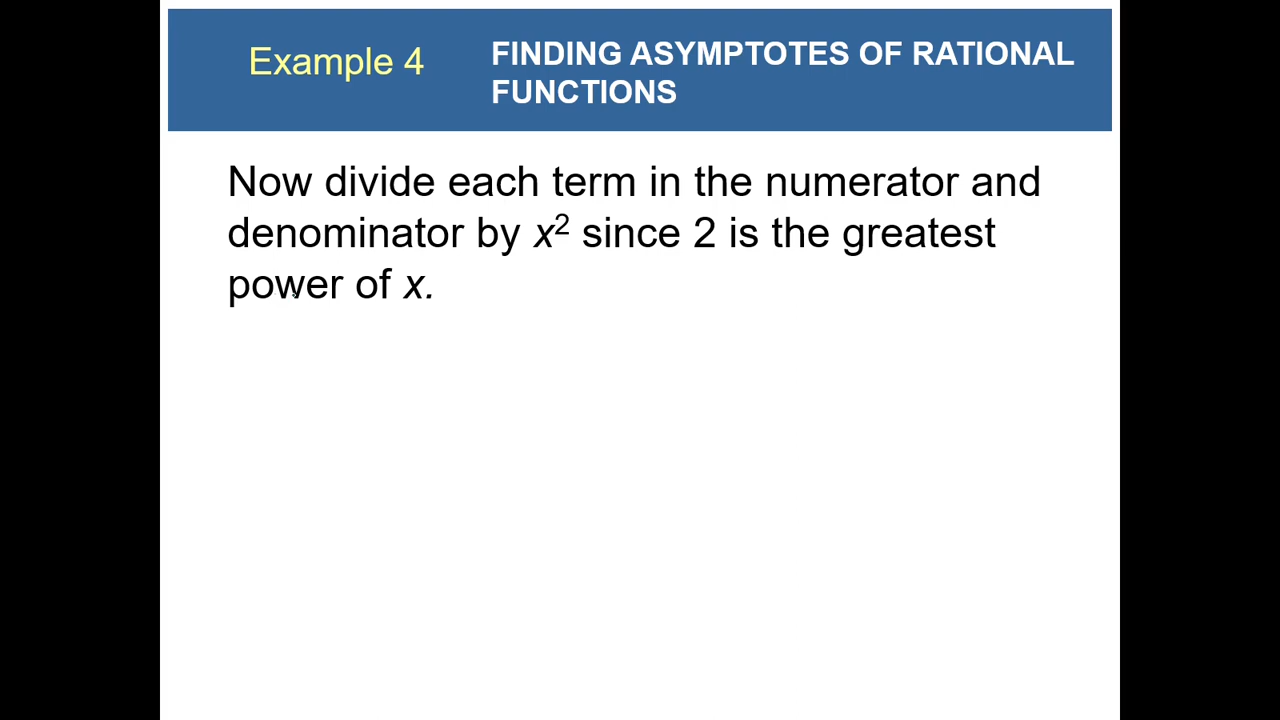 Example 4
FINDING ASYMPTOTES OF RATIONAL
FUNCTIONS
Now divide each term in the numerator and
denominator by x² since 2 is the greatest
power of x.